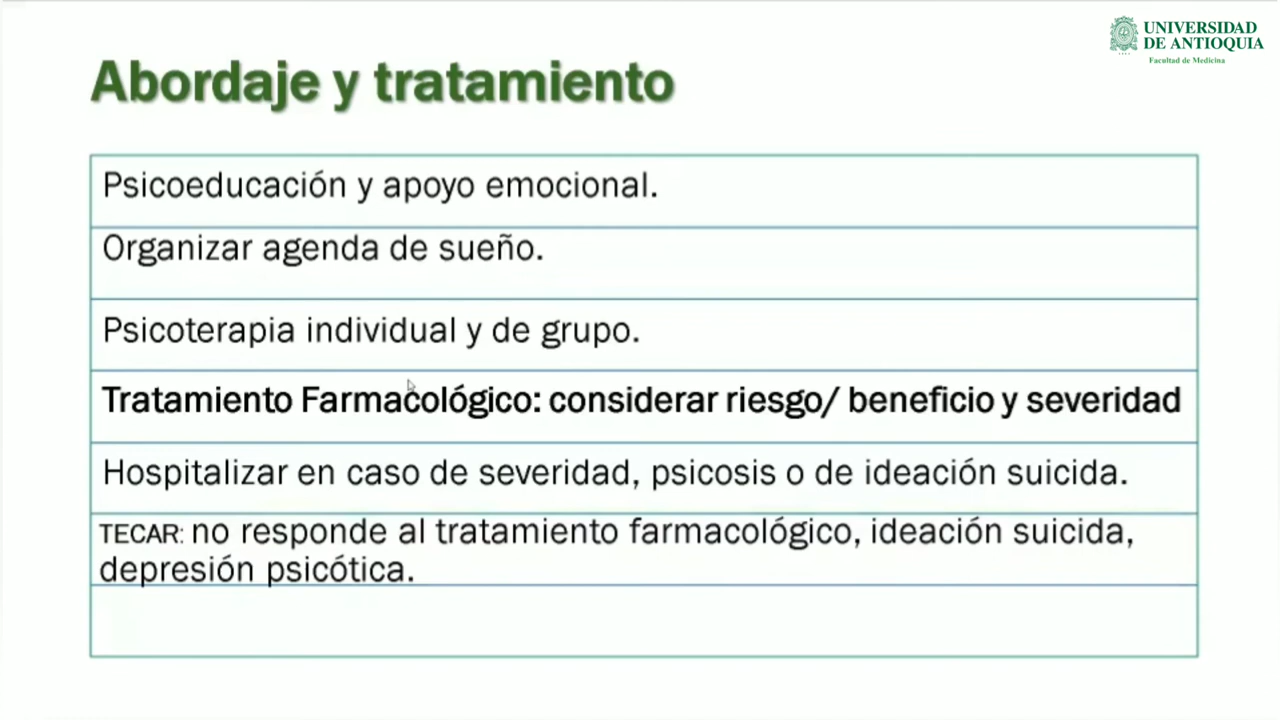 UNIVERSIDAD
DE ANTIOQUIA
Facultad de Medicina
Abordaje y tratamiento
Psicoeducación y apoyo emocional.
Organizar agenda de sueño.
Psicoterapia individual y de grupo.
Tratamiento Farmacológico: considerar riesgo/ beneficio y severidad
Hospitalizar en caso de severidad, psicosis o de ideación suicida.
TECAR: no responde al tratamiento farmacológico, ideación suicida,
depresión psicótica.